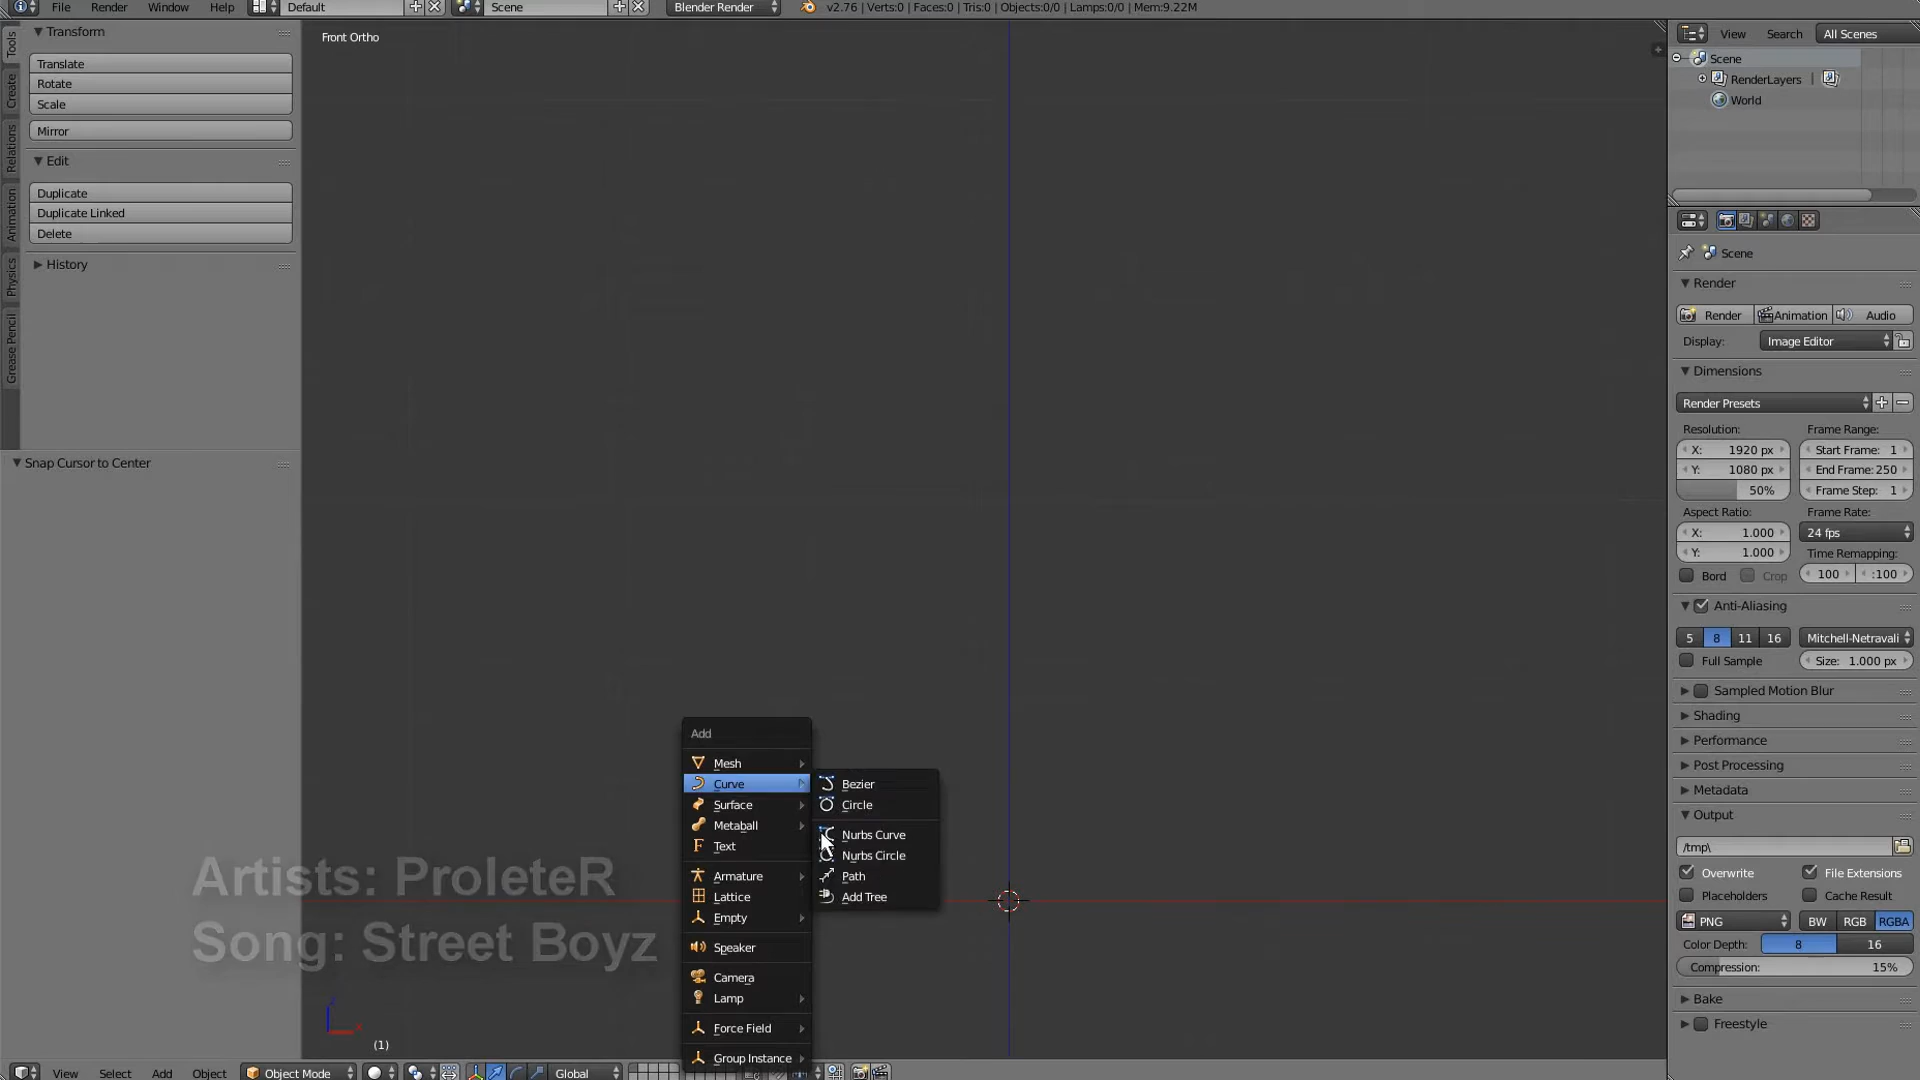 File Render Window Help Default Scene Blender Render v2.76 | Verts:0 | Faces:0 | Tris:0 | Objects:0/0 | Lamps:0/0 | Mem:9.22M
Tools
Create
Relations
Animation
Physics
Grease Pencil
Transform
Translate
Rotate
Scale
Mirror
Edit
Duplicate
Duplicate Linked
Delete
History
Snap Cursor to Center
Front Ortho
Add
Mesh
Curve
Surface
Metaball
Text
Armature
Lattice
Empty
Speaker
Camera
Lamp
Force Field
Group Instance
Bezier
Circle
Nurbs Curve
Nurbs Circle
Path
Add Tree
Artists: ProleteR
Song: Street Boyz
(1)
View Select Add Object Object Mode Global
View Search All Scenes
Scene
RenderLayers |
World
Scene
Render
Render Animation Audio
Display: Image Editor
Dimensions
Render Presets
Resolution: Frame Range:
X: 1920 px Start Frame: 1
Y: 1080 px End Frame: 250
50% Frame Step: 1
Aspect Ratio: Frame Rate:
X: 1.000 24 fps
Y: 1.000 Time Remapping:
Bord Crop 100 :100
Anti-Aliasing
5 8 11 16 Mitchell-Netravali
Full Sample Size: 1.000 px
Sampled Motion Blur
Shading
Performance
Post Processing
Metadata
Output
/tmp\
Overwrite File Extensions
Placeholders Cache Result
PNG BW RGB RGBA
Color Depth: 8 16
Compression: 15%
Bake
Freestyle